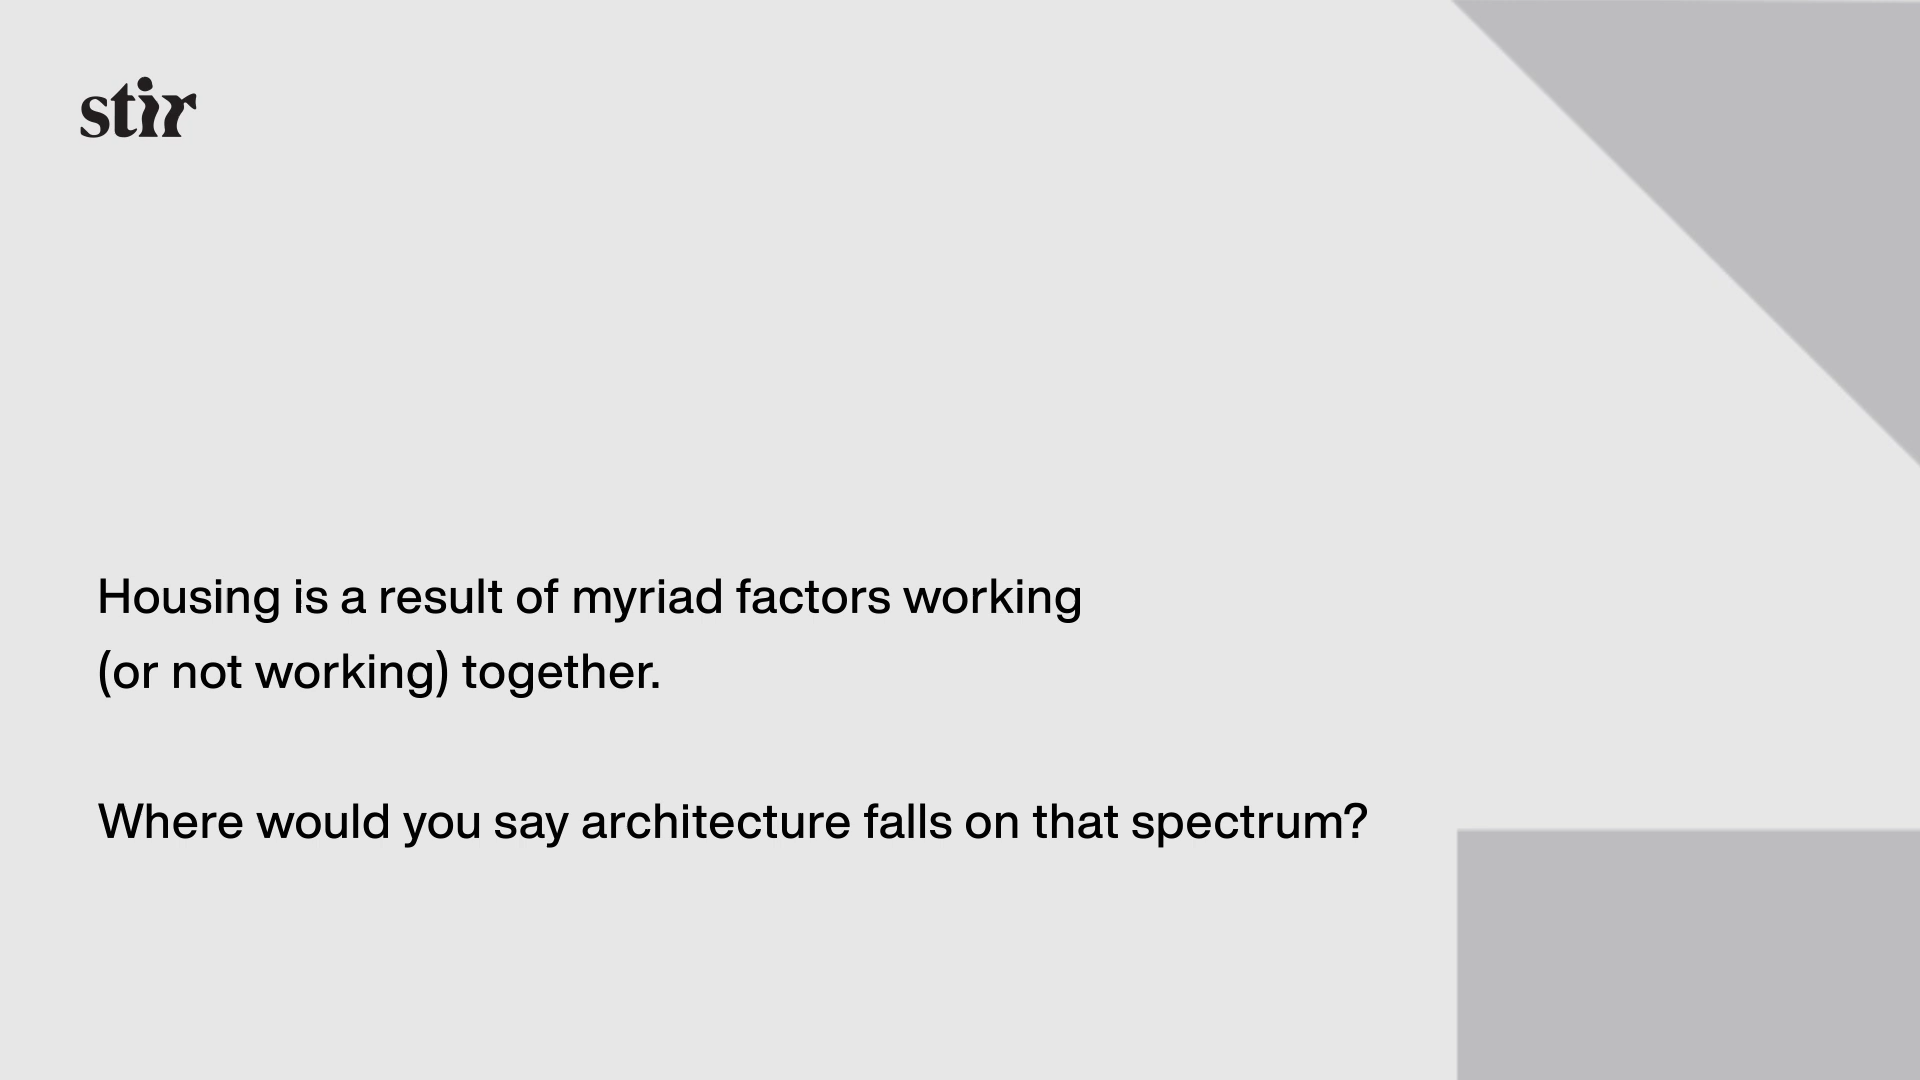 stir
Housing is a result of myriad factors working
(or not working) together.
Where would you say architecture falls on that spectrum?